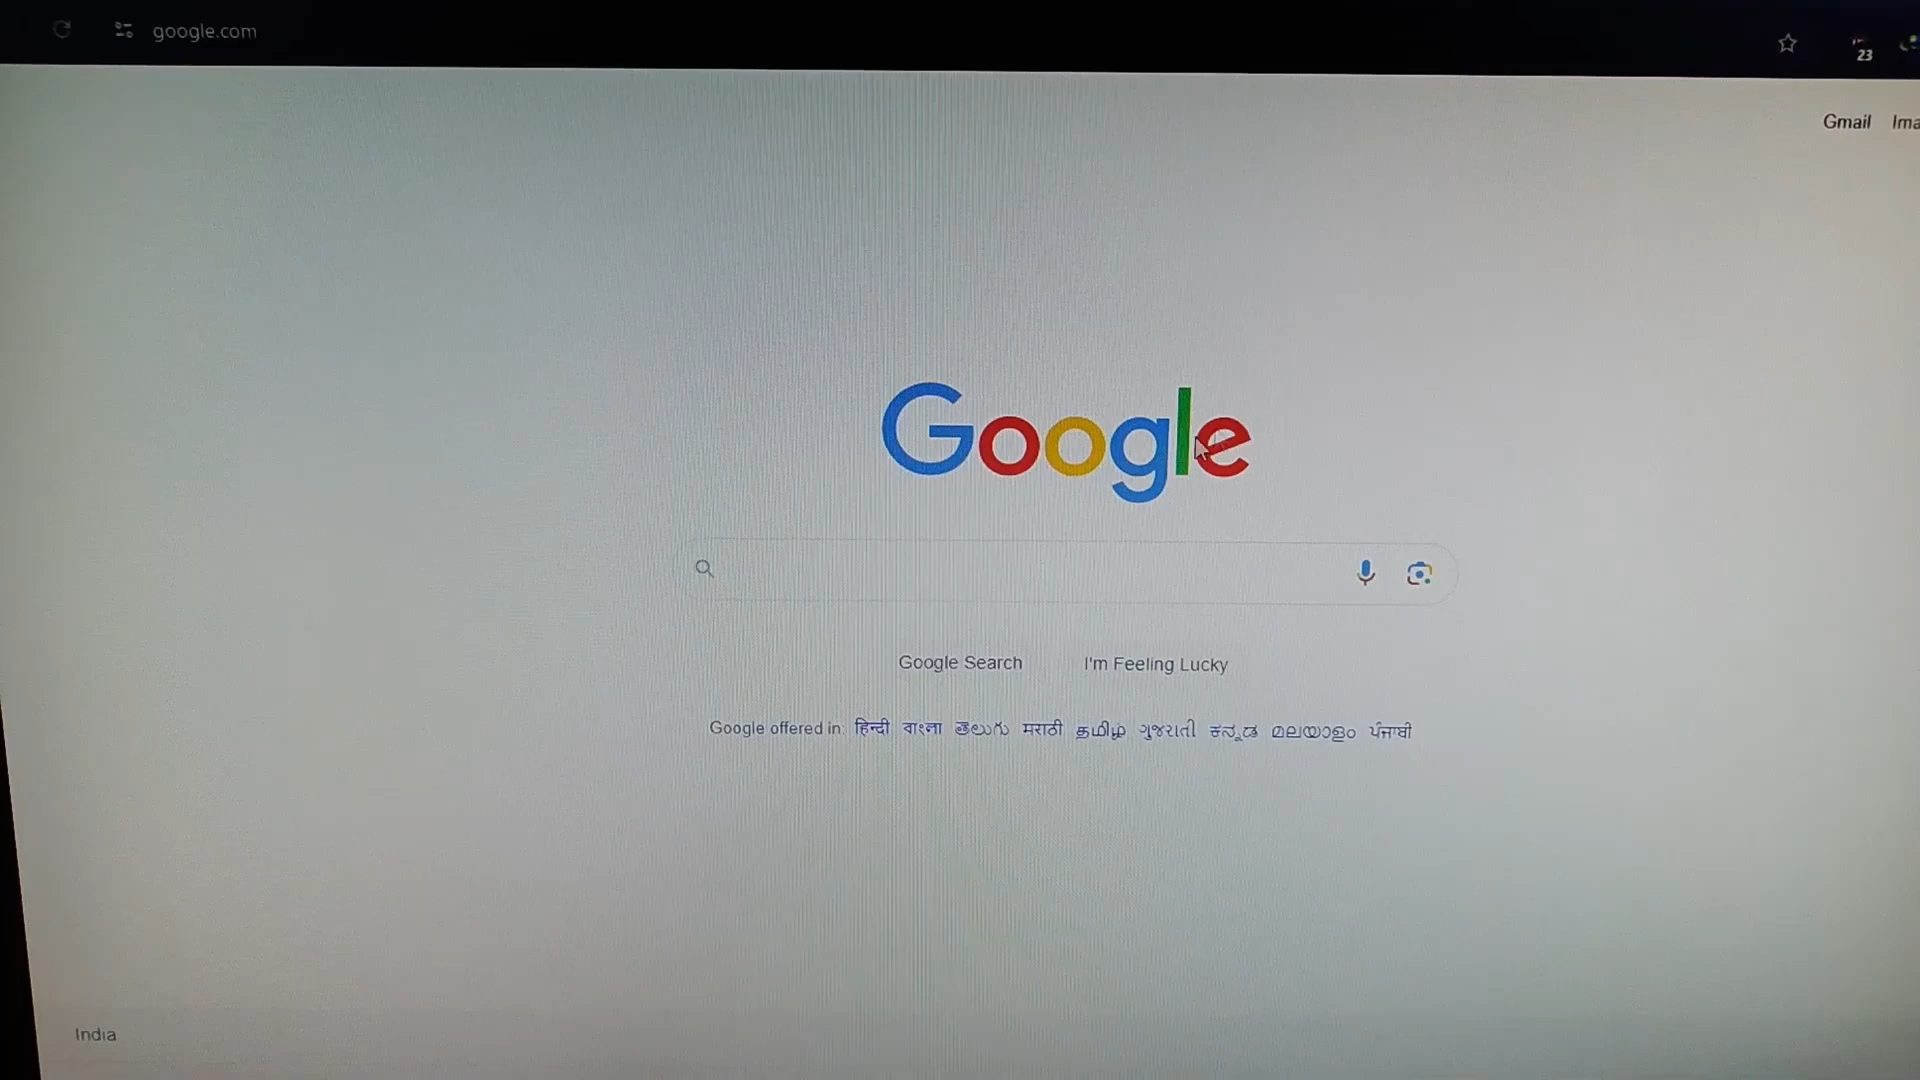 google.com
23
Gmail Ima
Google
Google Search I'm Feeling Lucky
Google offered in: हिन्दी বাংলা తెలుగు मराठी தமிழ் ગુજરાતી ಕನ್ನಡ മലയാളം ਪੰਜਾਬੀ
India